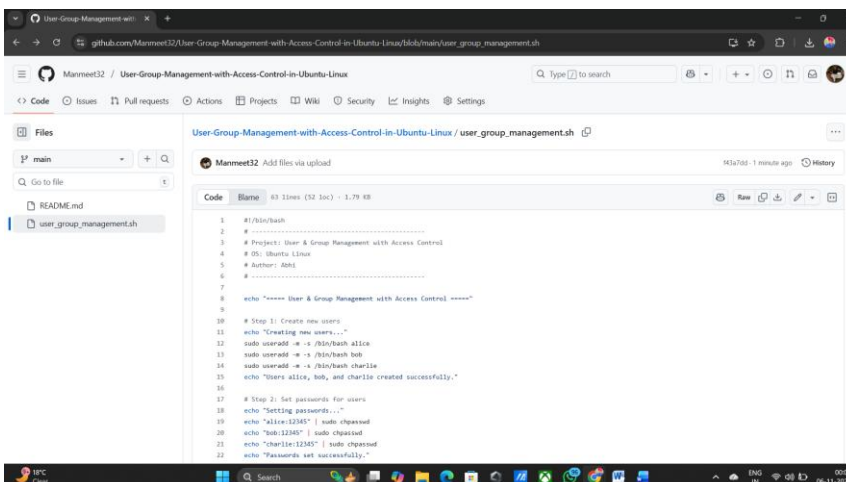 User-Group-Management-with
github.com/Manmeet32/User-Group-Management-with-Access-Control-in-Ubuntu-Linux/blob/main/user_group_management.sh
Manmeet32 / User-Group-Management-with-Access-Control-in-Ubuntu-Linux
Type / to search
Code Issues Pull requests Actions Projects Wiki Security Insights Settings
Files
User-Group-Management-with-Access-Control-in-Ubuntu-Linux / user_group_management.sh
main
Manmeet32 Add files via upload
f43a7dd · 1 minute ago History
Go to file t
README.md
user_group_management.sh
Code Blame 63 lines (52 loc) · 1.79 KB
Raw
1 #!/bin/bash
2 # -----------------------------------------------
3 # Project: User & Group Management with Access Control
4 # OS: Ubuntu Linux
5 # Author: Abhi
6 # -----------------------------------------------
7
8 echo "===== User & Group Management with Access Control ====="
9
10 # Step 1: Create new users
11 echo "Creating new users..."
12 sudo useradd -m -s /bin/bash alice
13 sudo useradd -m -s /bin/bash bob
14 sudo useradd -m -s /bin/bash charlie
15 echo "Users alice, bob, and charlie created successfully."
16
17 # Step 2: Set passwords for users
18 echo "Setting passwords..."
19 echo "alice:12345" | sudo chpasswd
20 echo "bob:12345" | sudo chpasswd
21 echo "charlie:12345" | sudo chpasswd
22 echo "Passwords set successfully."
18°C
Clear
Search
ENG
IN